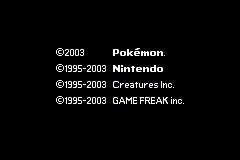 ©2003 Pokémon.
©1995-2003 Nintendo
©1995-2003 Creatures Inc.
©1995-2003 GAME FREAK inc.